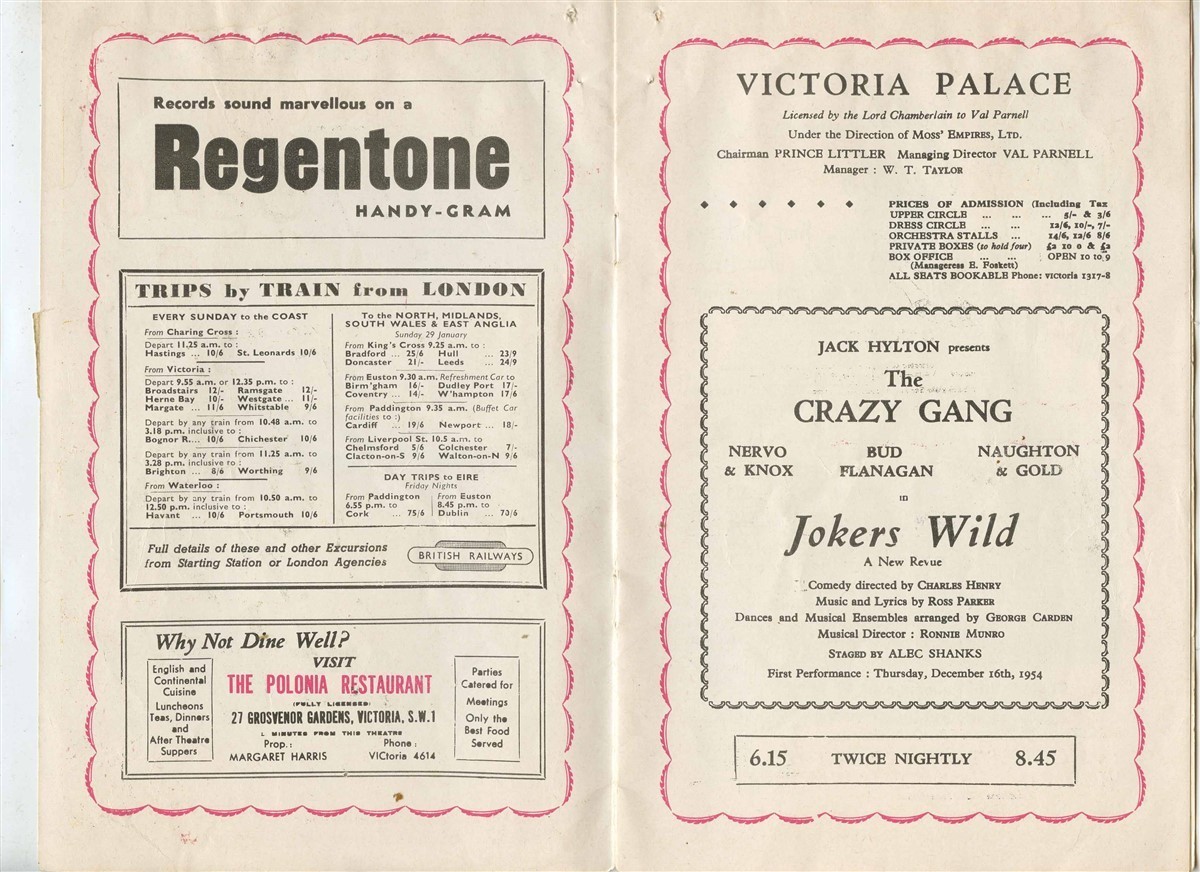 Records sound marvellous on a
Regentone
HANDY-GRAM
TRIPS by TRAIN from LONDON
EVERY SUNDAY to the COAST
From Charing Cross :
Depart 11.25 a.m. to :
Hastings ... 10/6 St. Leonards 10/6
From Victoria :
Depart 9.55 a.m. or 12.35 p.m. to :
Broadstairs 12/- Ramsgate 12/-
Herne Bay 10/- Westgate ... 11/-
Margate ... 11/6 Whitstable 9/6
Depart by any train from 10.48 a.m. to
3.18 p.m. inclusive to :
Bognor R.... 10/6 Chichester 10/6
Depart by any train from 11.25 a.m. to
3.28 p.m. inclusive to :
Brighton ... 8/6 Worthing 9/6
From Waterloo :
Depart by any train from 10.50 a.m. to
12.50 p.m. inclusive to :
Havant ... 10/6 Portsmouth 10/6
To the NORTH, MIDLANDS,
SOUTH WALES & EAST ANGLIA
Sunday 29 January
From King's Cross 9.25 a.m. to :
Bradford ... 25/6 Hull ... 23/9
Doncaster 21/- Leeds ... 24/9
From Euston 9.30 a.m. Refreshment Car to
Birm'gham 16/- Dudley Port 17/-
Coventry ... 14/- W'hampton 17/6
From Paddington 9.35 a.m. (Buffet Car
facilities to :)
Cardiff ... 19/6 Newport ... 18/-
From Liverpool St. 10.5 a.m. to
Chelmsford 5/6 Colchester 7/-
Clacton-on-S 9/6 Walton-on-N 9/6
DAY TRIPS to EIRE
Friday Nights
From Paddington
6.55 p.m. to
Cork ... 75/6
From Euston
8.45 p.m. to
Dublin ... 70/6
Full details of these and other Excursions
from Starting Station or London Agencies
BRITISH RAILWAYS
Why Not Dine Well?
VISIT
THE POLONIA RESTAURANT
(FULLY LICENSED)
27 GROSVENOR GARDENS, VICTORIA, S.W.1
MINUTES FROM THIS THEATRE
Prop.: Phone :
MARGARET HARRIS VICtoria 4614
English and
Continental
Cuisine
Luncheons
Teas, Dinners
and
After Theatre
Suppers
Parties
Catered for
Meetings
Only the
Best Food
Served
VICTORIA PALACE
Licensed by the Lord Chamberlain to Val Parnell
Under the Direction of MOSS' EMPIRES, LTD.
Chairman PRINCE LITTLER Managing Director VAL PARNELL
Manager : W. T. TAYLOR
PRICES OF ADMISSION (Including Tax
UPPER CIRCLE ... ... ... 5/- & 3/6
DRESS CIRCLE ... ... 12/6, 10/-, 7/-
ORCHESTRA STALLS ... 14/6, 12/6 8/6
PRIVATE BOXES (to hold four) £2 10 0 & £2
BOX OFFICE ... ... OPEN 10 to 9
(Manageress E. Foskett)
ALL SEATS BOOKABLE Phone: victoria 1317-8
JACK HYLTON presents
The
CRAZY GANG
NERVO
& KNOX
BUD
FLANAGAN
NAUGHTON
& GOLD
in
Jokers Wild
A New Revue
Comedy directed by CHARLES HENRY
Music and Lyrics by ROSS PARKER
Dances and Musical Ensembles arranged by GEORGE CARDEN
Musical Director : RONNIE MUNRO
STAGED BY ALEC SHANKS
First Performance : Thursday, December 16th, 1954
6.15 TWICE NIGHTLY 8.45